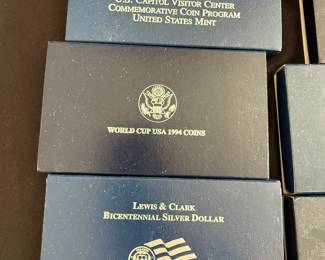 U.S. Capitol Visitor Center
Commemorative Coin Program
United States Mint
WORLD CUP USA 1994 COINS
Lewis & Clark
Bicentennial Silver Dollar